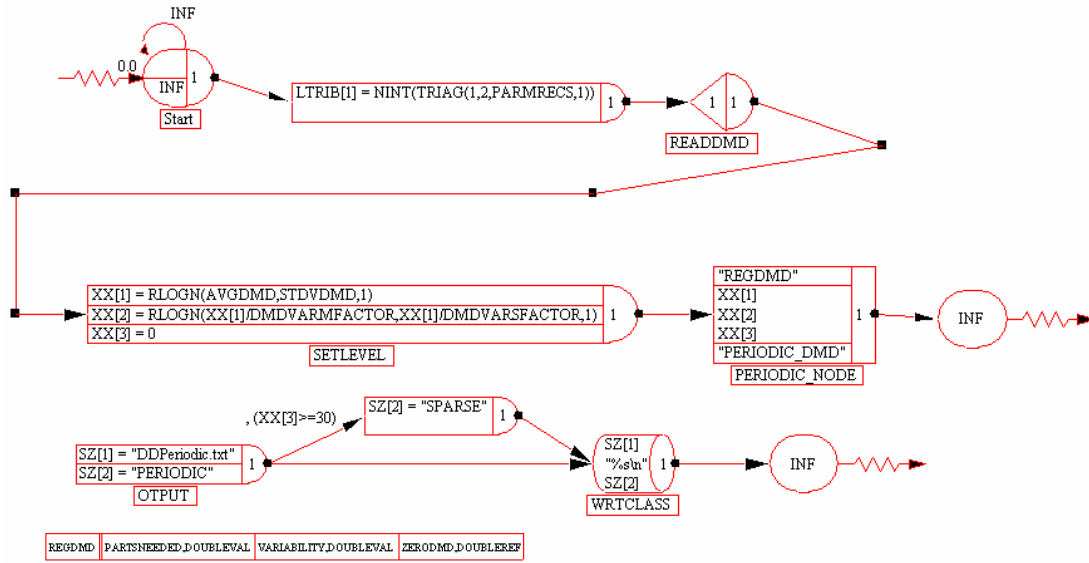 INF
0.0
INF
1
Start
LTRIB[1] = NINT(TRIAG(1,2,PARMRECS,1))
1
1
1
READDMD
XX[1] = RLOGN(AVGDMD,STDVDMD,1)
XX[2] = RLOGN(XX[1]/DMDVARMFACTOR,XX[1]/DMDVARSFACTOR,1)
XX[3] = 0
1
SETLEVEL
"REGDMD"
XX[1]
XX[2]
XX[3]
"PERIODIC_DMD"
1
PERIODIC_NODE
INF
, (XX[3]>=30)
SZ[2] = "SPARSE"
1
SZ[1] = "DDPeriodic.txt"
SZ[2] = "PERIODIC"
1
OTPUT
SZ[1]
"%s\n"
SZ[2]
1
WRTCLASS
INF
REGDMD PARTSNEEDED,DOUBLEVAL VARIABILITY,DOUBLEVAL ZERODMD,DOUBLEREF